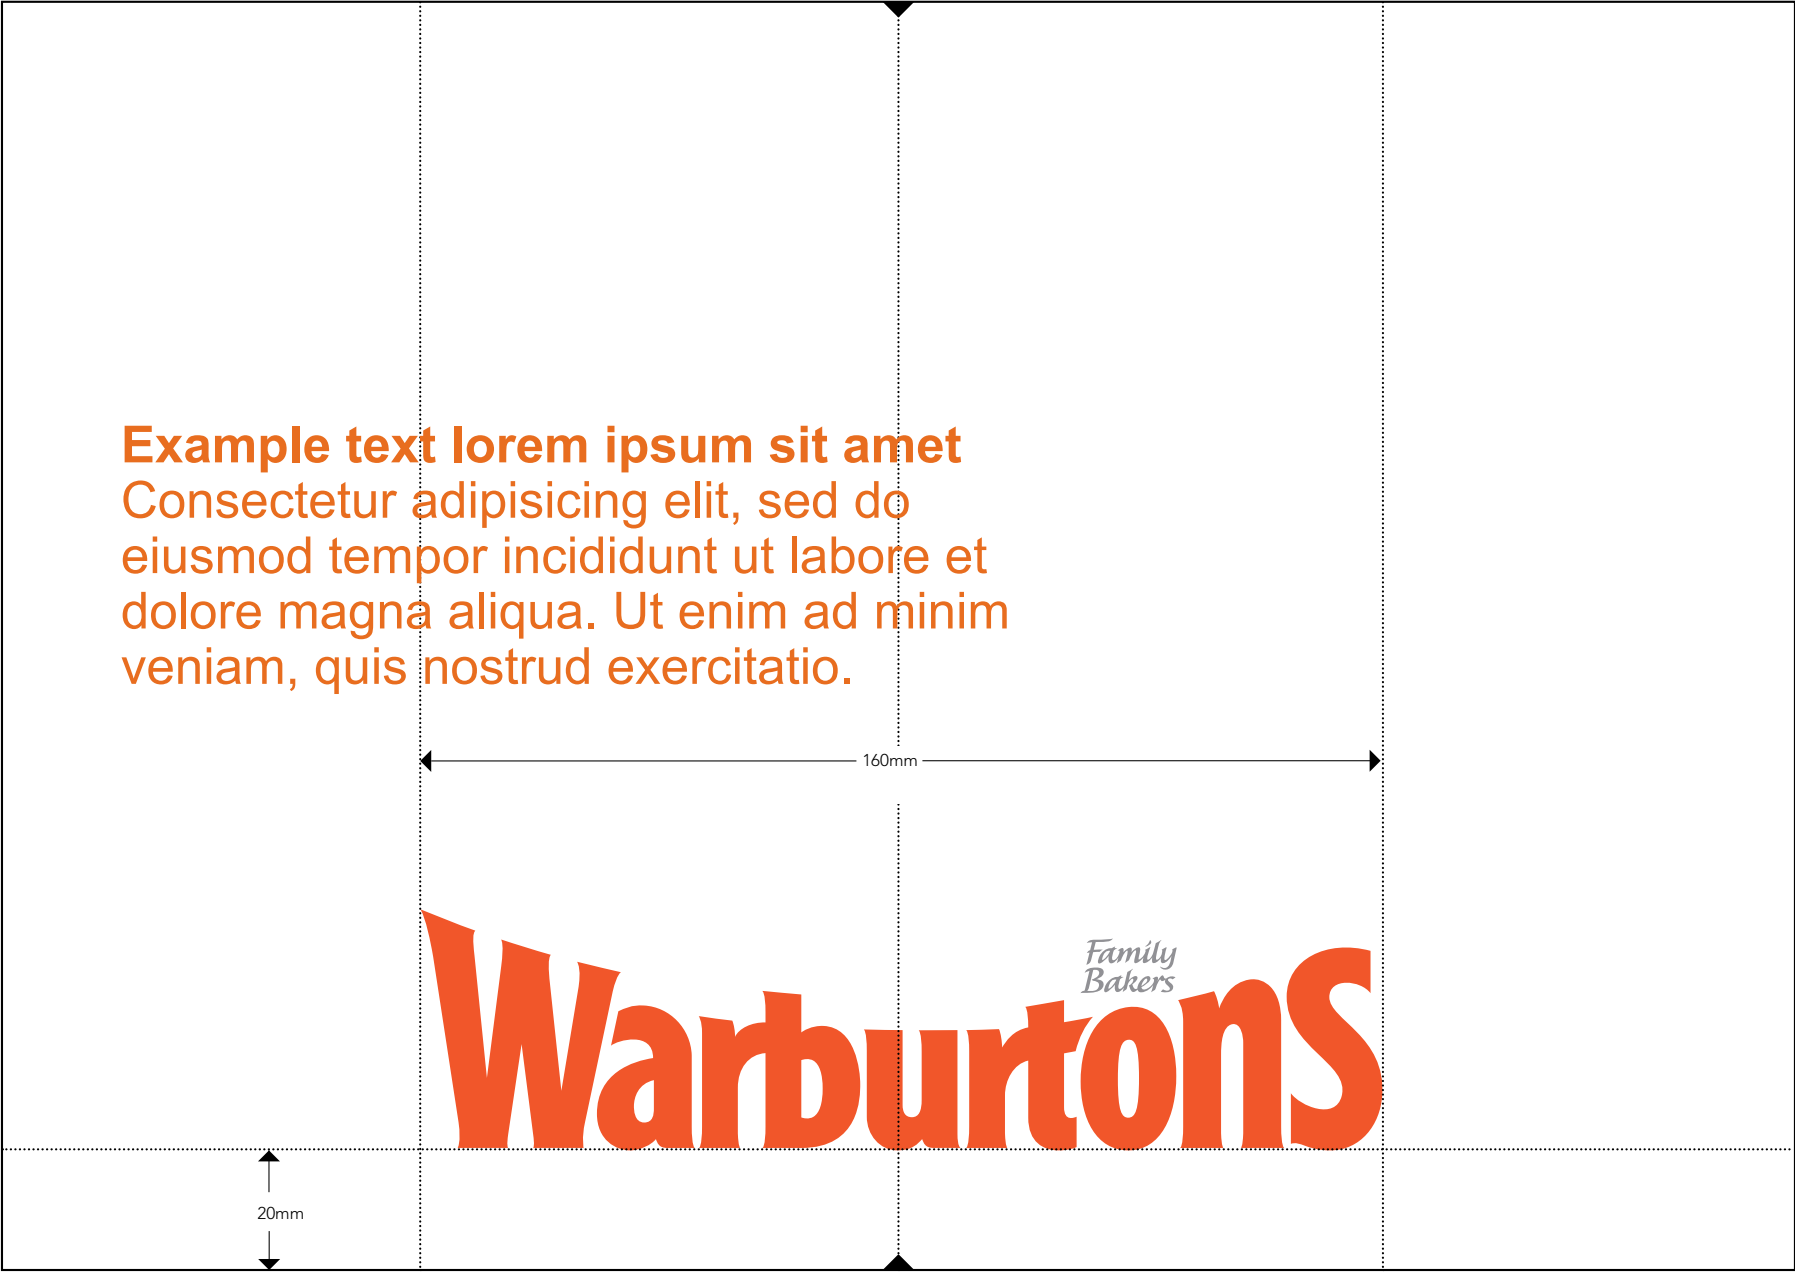 Example text lorem ipsum sit amet
Consectetur adipisicing elit, sed do
eiusmod tempor incididunt ut labore et
dolore magna aliqua. Ut enim ad minim
veniam, quis nostrud exercitatio.
160mm
Family
Bakers
Warburtons
20mm